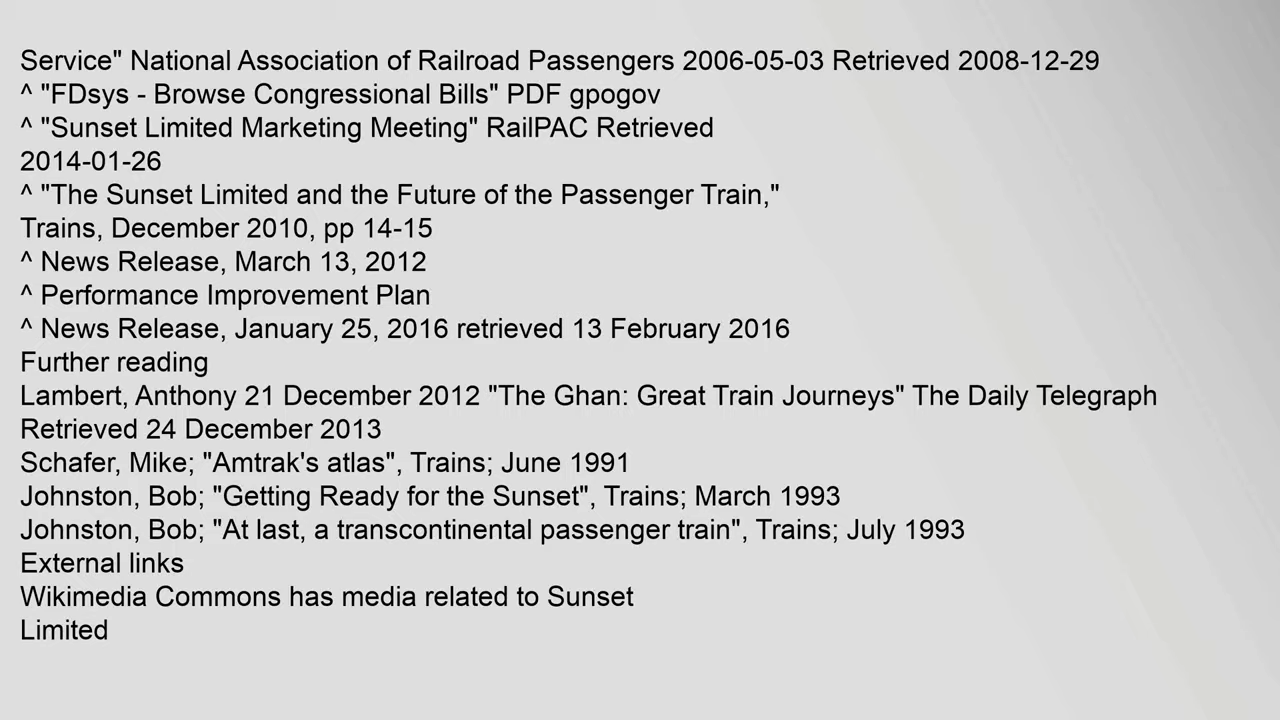 Service" National Association of Railroad Passengers 2006-05-03 Retrieved 2008-12-29
^ "FDsys - Browse Congressional Bills" PDF gpogov
^ "Sunset Limited Marketing Meeting" RailPAC Retrieved
2014-01-26
^ "The Sunset Limited and the Future of the Passenger Train,"
Trains, December 2010, pp 14-15
^ News Release, March 13, 2012
^ Performance Improvement Plan
^ News Release, January 25, 2016 retrieved 13 February 2016
Further reading
Lambert, Anthony 21 December 2012 "The Ghan: Great Train Journeys" The Daily Telegraph
Retrieved 24 December 2013
Schafer, Mike; "Amtrak's atlas", Trains; June 1991
Johnston, Bob; "Getting Ready for the Sunset", Trains; March 1993
Johnston, Bob; "At last, a transcontinental passenger train", Trains; July 1993
External links
Wikimedia Commons has media related to Sunset
Limited